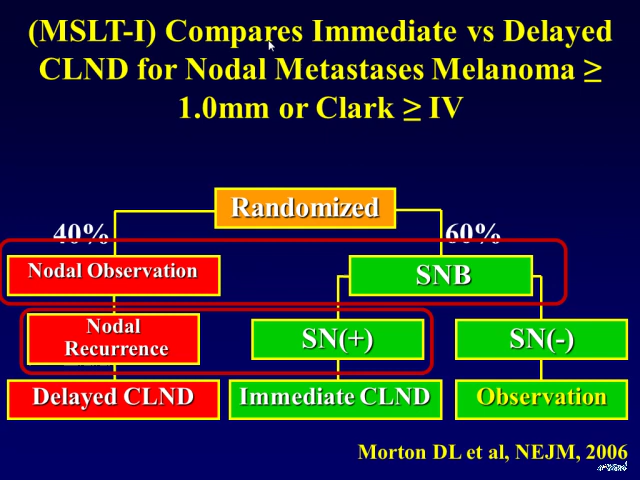 (MSLT-I) Compares Immediate vs Delayed
CLND for Nodal Metastases Melanoma ≥
1.0mm or Clark ≥ IV
Randomized
40%
60%
Nodal Observation
SNB
Nodal
Recurrence
SN(+)
SN(-)
Delayed CLND
Immediate CLND
Observation
Morton DL et al, NEJM, 2006